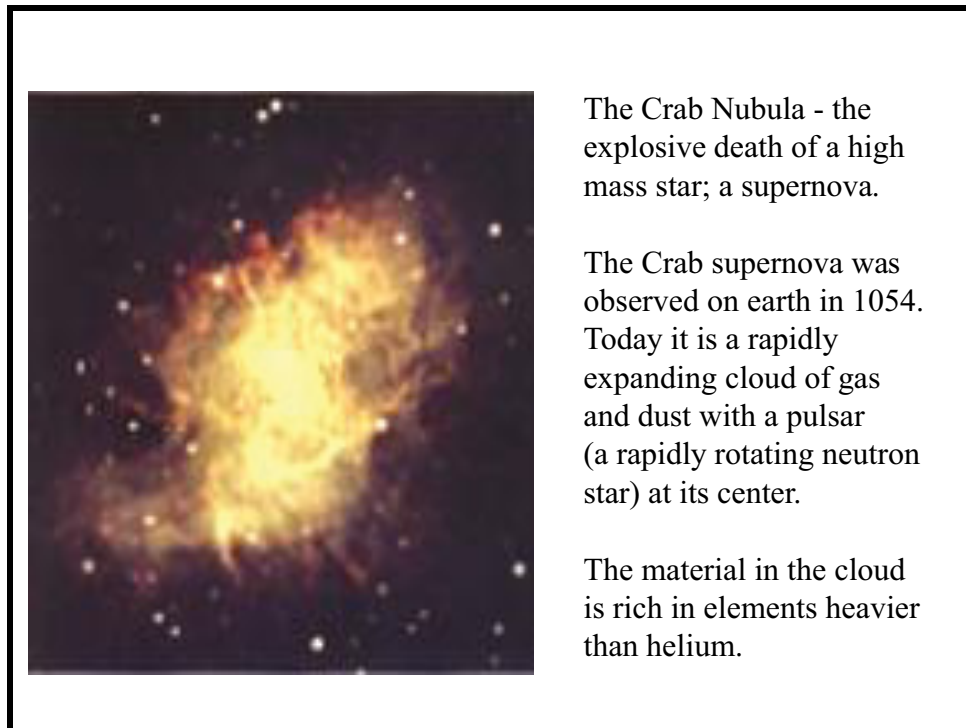 The Crab Nubula - the
explosive death of a high
mass star; a supernova.
The Crab supernova was
observed on earth in 1054.
Today it is a rapidly
expanding cloud of gas
and dust with a pulsar
(a rapidly rotating neutron
star) at its center.
The material in the cloud
is rich in elements heavier
than helium.